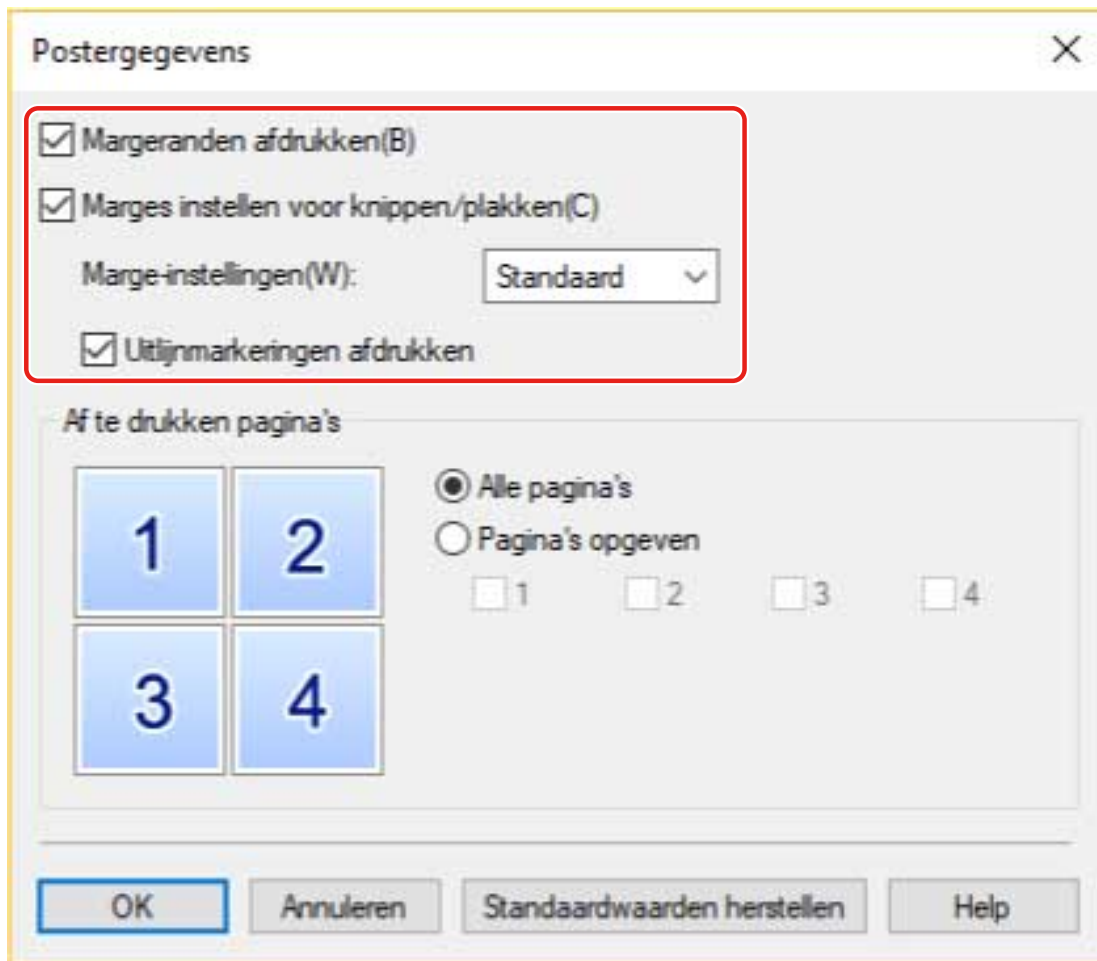 Postergegevens
Margeranden afdrukken(B)
Marges instellen voor knippen/plakken(C)
Marge-instellingen(W): Standaard
Uitlijnmarkeringen afdrukken
Af te drukken pagina's
1 2
3 4
Alle pagina's
Pagina's opgeven
1 2 3 4
OK Annuleren Standaardwaarden herstellen Help